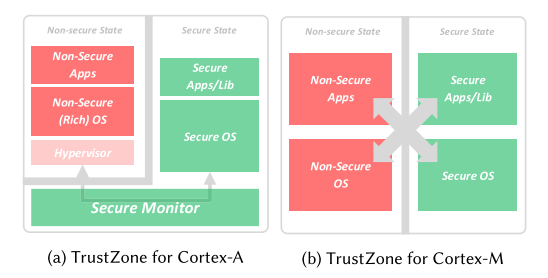 Non-secure State
Secure State
Non-Secure
Apps
Non-Secure
(Rich) OS
Hypervisor
Secure
Apps/Lib
Secure OS
Secure Monitor
(a) TrustZone for Cortex-A
Non-secure State
Secure State
Non-Secure
Apps
Secure
Apps/Lib
Non-Secure
OS
Secure OS
(b) TrustZone for Cortex-M